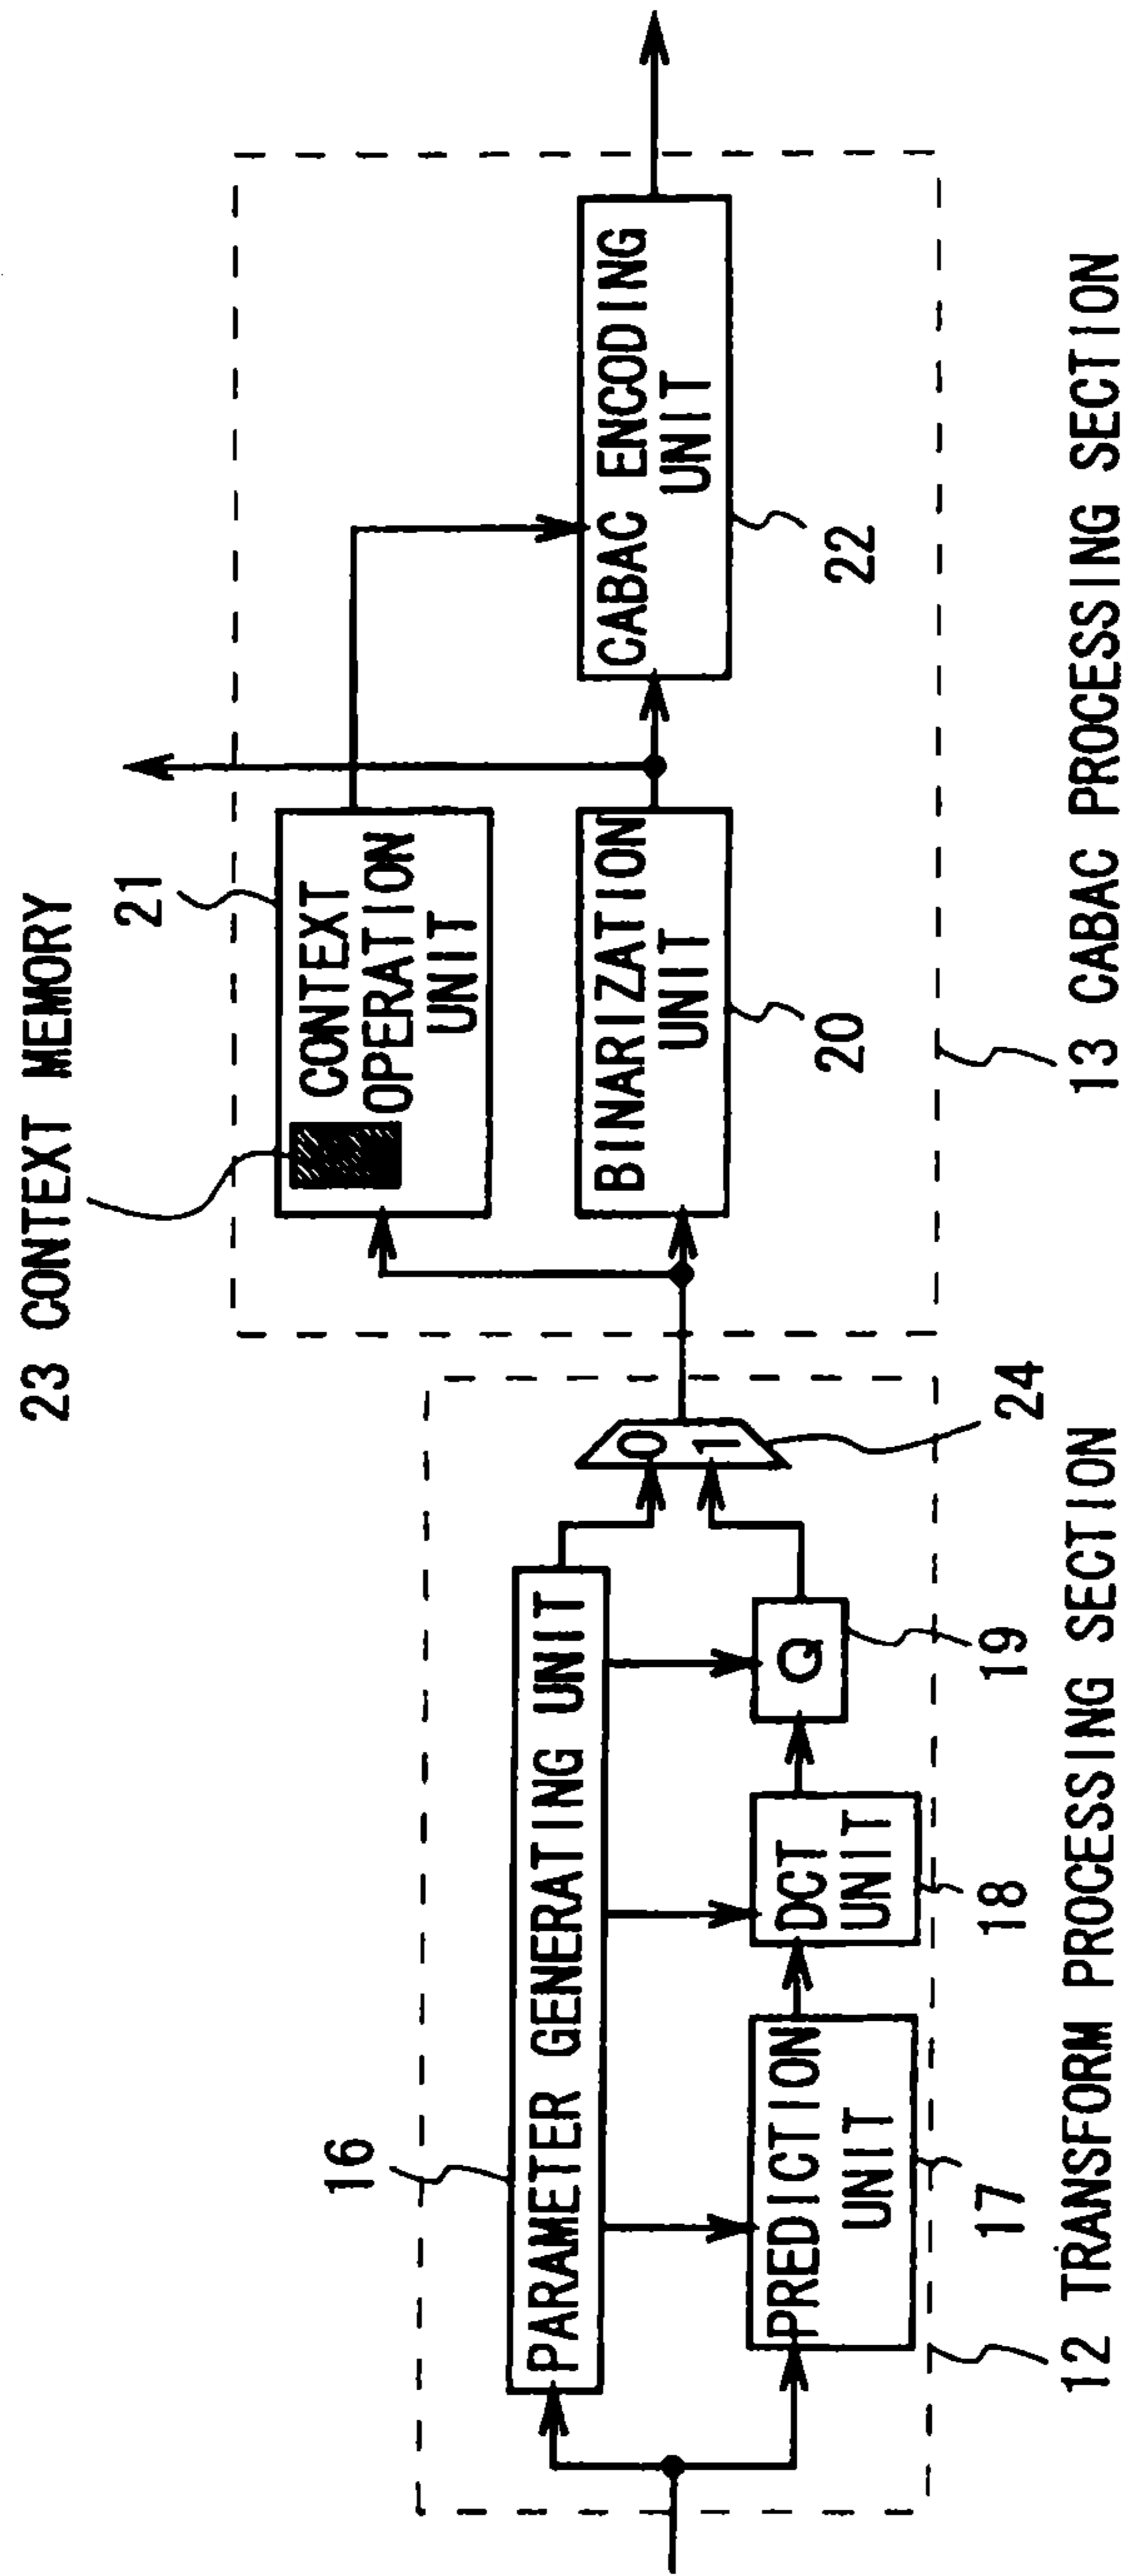 23 CONTEXT MEMORY
21
CONTEXT
OPERATION
UNIT
16
PARAMETER GENERATING UNIT
0
1
BINARIZATION
UNIT
20
CABAC ENCODING
UNIT
22
PREDICTION
UNIT
17
DCT
UNIT
18
Q
19
24
12 TRANSFORM PROCESSING SECTION
13 CABAC PROCESSING SECTION